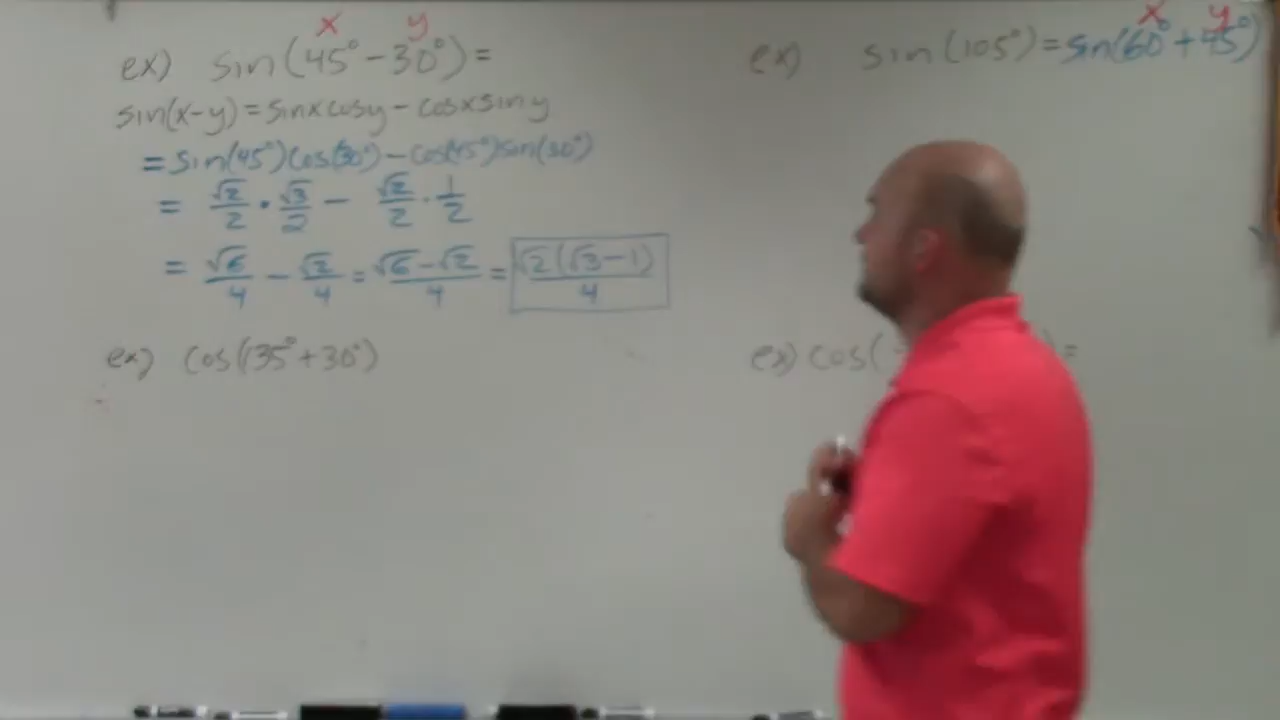 x y
ex) sin(45° - 30°) =
sin(x-y) = sinxcosy - cosxsiny
= sin(45°)cos(30°) - cos(45°)sin(30°)
= √2/2 · √3/2 - √2/2 · 1/2
= √6/4 - √2/4 = √6-√2/4 = √2(√3-1)/4
ex) cos(135° + 30°)
x y
ex) sin(105°) = sin(60° + 45°)
ex) cos( ) =